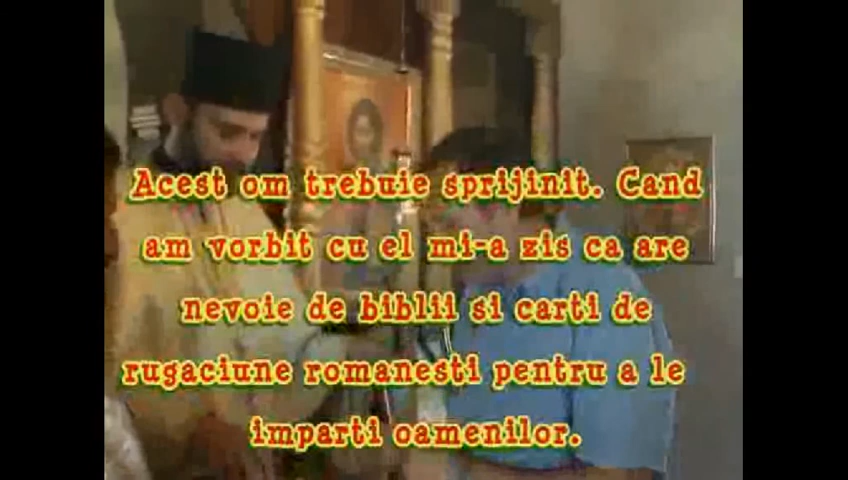 Acest om trebuie sprijinit. Cand
am vorbit cu el mi-a zis ca are
nevoie de biblii si carti de
rugaciune romanesti pentru a le
imparti oamenilor.